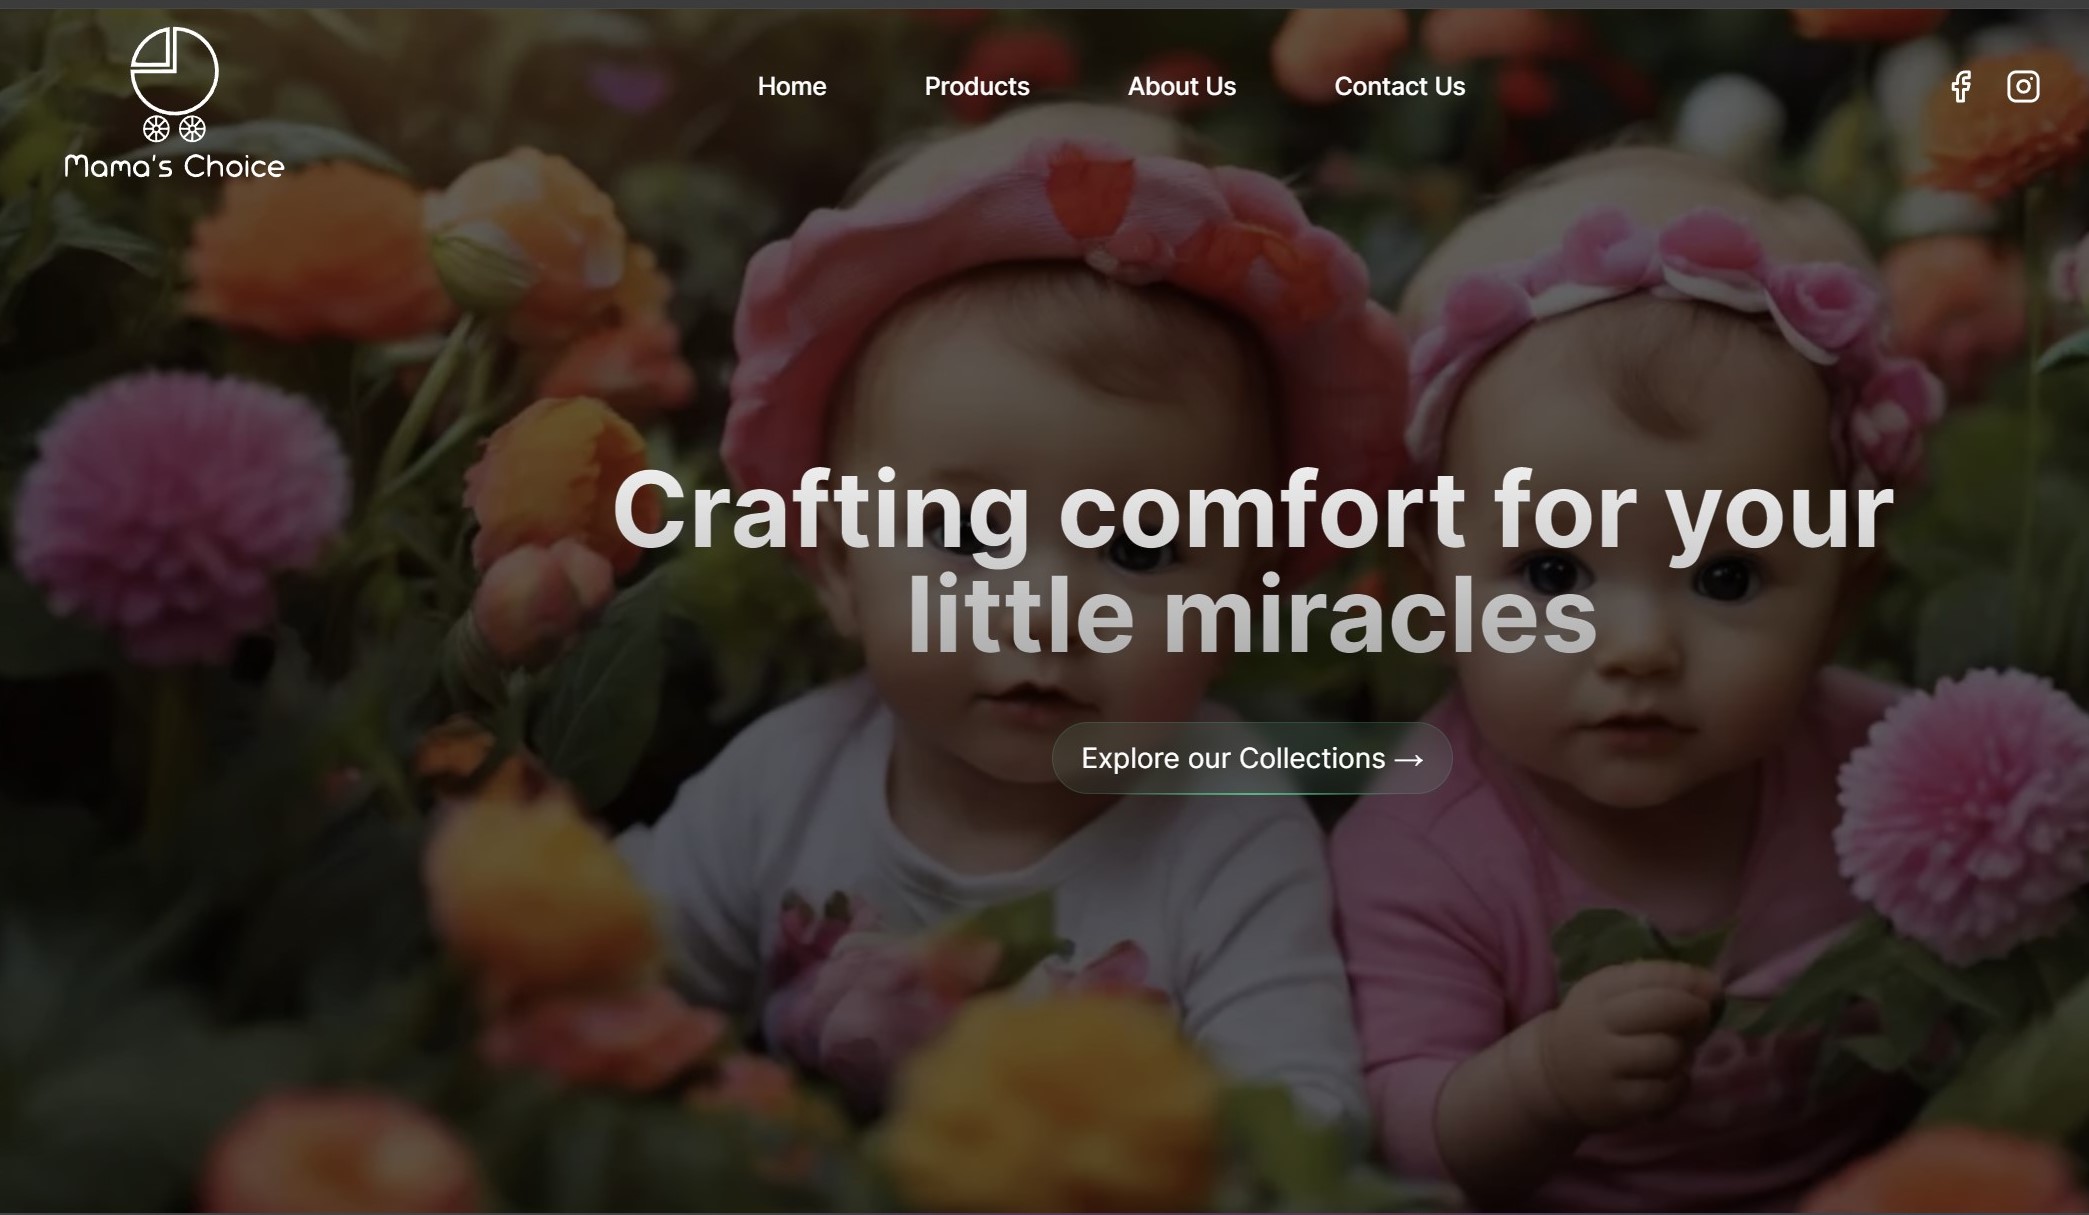 Mama's Choice
Home
Products
About Us
Contact Us
Crafting comfort for your
little miracles
Explore our Collections →